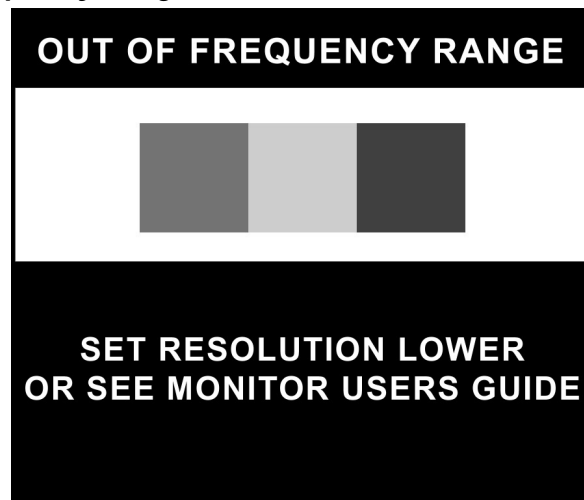 OUT OF FREQUENCY RANGE
SET RESOLUTION LOWER
OR SEE MONITOR USERS GUIDE